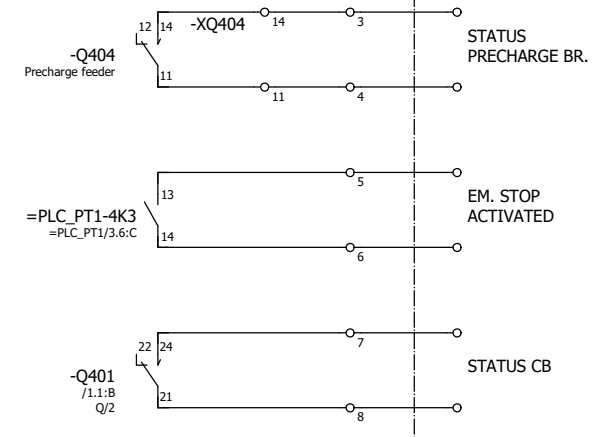 12 14 -XQ404 14 3
STATUS
PRECHARGE BR.
-Q404
Precharge feeder
11 11 4
13 5
EM. STOP
ACTIVATED
=PLC_PT1-4K3
=PLC_PT1/3.6:C
14 6
22 24 7
STATUS CB
-Q401
/1.1:B
Q/2
21 8